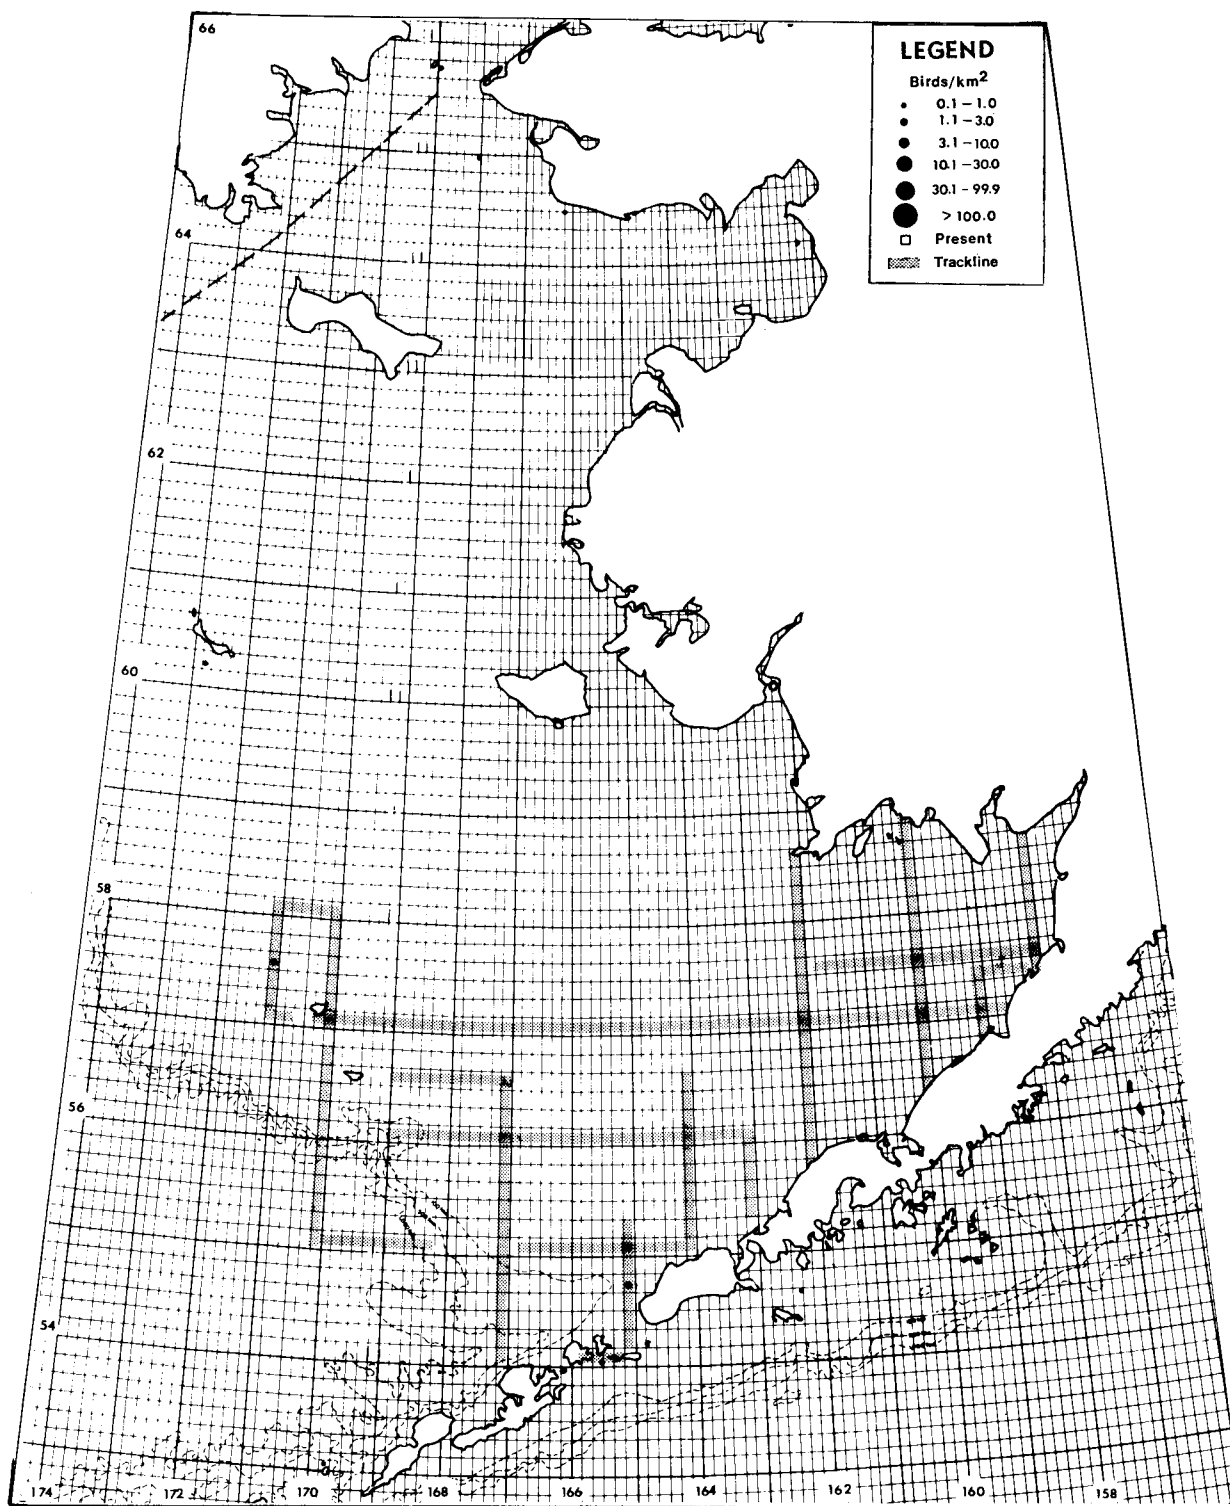 66
LEGEND
Birds/km²
0.1 – 1.0
1.1 – 3.0
3.1 – 10.0
10.1 – 30.0
30.1 – 99.9
> 100.0
Present
Trackline
64
62
60
58
56
54
174 172 170 168 166 164 162 160 158